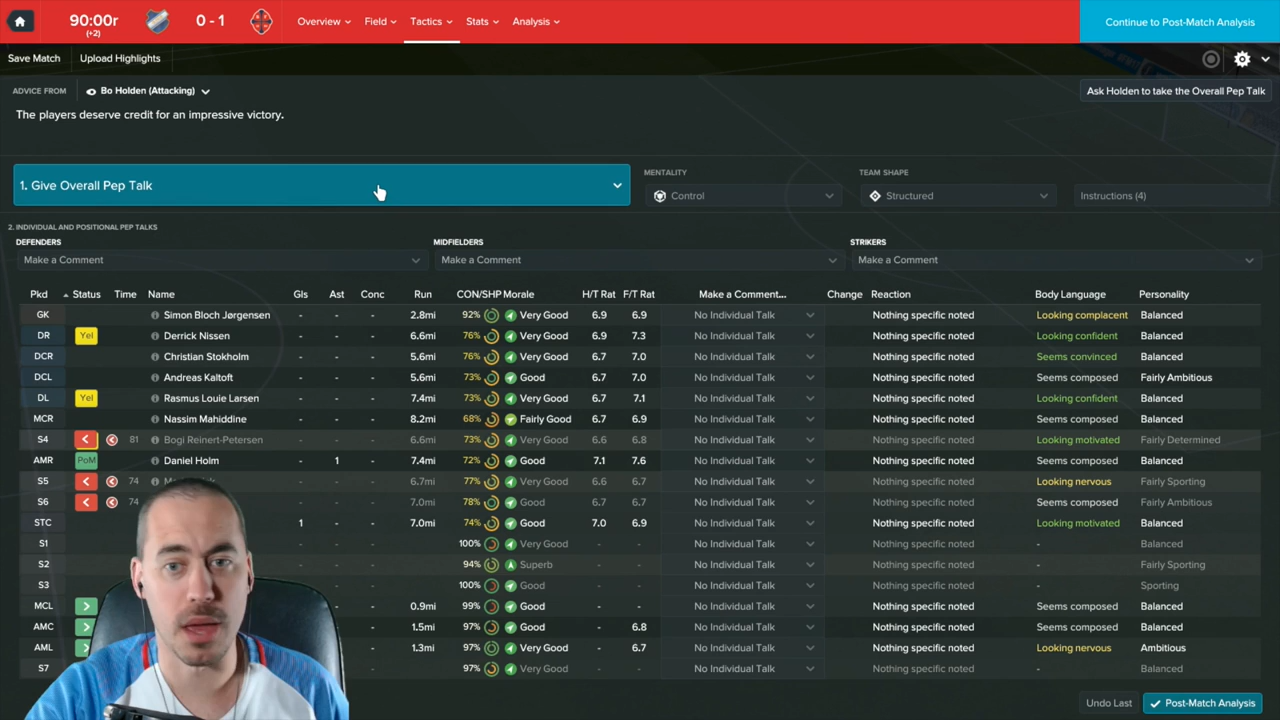 90:00r
(+2)
0 - 1
Overview Field Tactics Stats Analysis
Continue to Post-Match Analysis
Save Match Upload Highlights
ADVICE FROM Bo Holden (Attacking) Ask Holden to take the Overall Pep Talk
The players deserve credit for an impressive victory.
MENTALITY TEAM SHAPE
1. Give Overall Pep Talk Control Structured Instructions (4)
2. INDIVIDUAL AND POSITIONAL PEP TALKS
DEFENDERS MIDFIELDERS STRIKERS
Make a Comment Make a Comment Make a Comment
Pkd Status Time Name Gls Ast Conc Run CON/SHP Morale H/T Rat F/T Rat Make a Comment... Change Reaction Body Language Personality
GK Simon Bloch Jørgensen - - - 2.8mi 92% Very Good 6.9 6.9 No Individual Talk Nothing specific noted Looking complacent Balanced
DR Yel Derrick Nissen - - - 6.6mi 76% Very Good 6.9 7.3 No Individual Talk Nothing specific noted Looking confident Balanced
DCR Christian Stokholm - - - 5.6mi 76% Very Good 6.7 7.0 No Individual Talk Nothing specific noted Seems convinced Balanced
DCL Andreas Kaltoft - - - 5.6mi 73% Good 6.7 7.0 No Individual Talk Nothing specific noted Seems composed Fairly Ambitious
DL Yel Rasmus Louie Larsen - - - 7.4mi 73% Very Good 6.7 7.1 No Individual Talk Nothing specific noted Looking confident Balanced
MCR Nassim Mahiddine - - - 8.2mi 68% Fairly Good 6.7 6.9 No Individual Talk Nothing specific noted Seems composed Balanced
S4 81 Bogi Reinert-Petersen - - - 6.6mi 73% Very Good 6.6 6.8 No Individual Talk Nothing specific noted Looking motivated Fairly Determined
AMR PoM Daniel Holm - 1 - 7.4mi 72% Good 7.1 7.6 No Individual Talk Nothing specific noted Seems composed Balanced
S5 74 - - - 6.7mi 77% Very Good 6.6 6.7 No Individual Talk Nothing specific noted Looking nervous Fairly Sporting
S6 74 - - - 7.0mi 78% Good 6.7 6.7 No Individual Talk Nothing specific noted Seems composed Fairly Ambitious
STC 1 - - 7.0mi 74% Good 7.0 6.9 No Individual Talk Nothing specific noted Looking motivated Balanced
S1 - - - 100% Very Good - - No Individual Talk Nothing specific noted - Balanced
S2 - - - 94% Superb - - No Individual Talk Nothing specific noted - Fairly Sporting
S3 - - - 100% Good - - No Individual Talk Nothing specific noted - Sporting
MCL - - - 0.9mi 99% Good - - No Individual Talk Nothing specific noted Seems composed Balanced
AMC - - - 1.5mi 97% Good - 6.8 No Individual Talk Nothing specific noted Seems composed Balanced
AML - - - 1.3mi 97% Very Good - 6.7 No Individual Talk Nothing specific noted Looking nervous Ambitious
S7 - - - 97% Very Good - - No Individual Talk Nothing specific noted - Balanced
Undo Last Post-Match Analysis